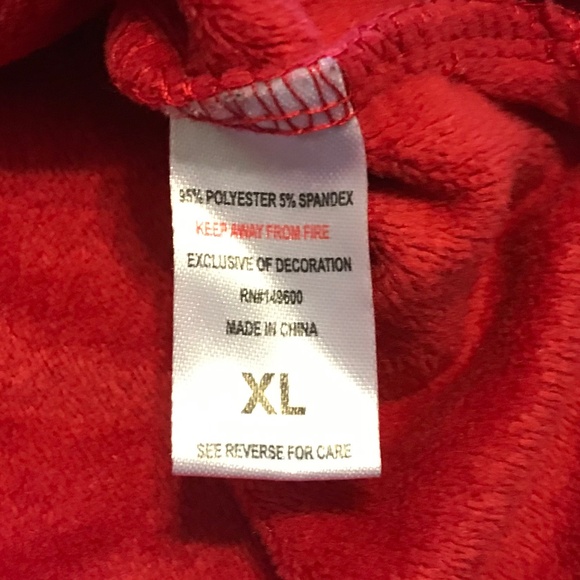 95% POLYESTER 5% SPANDEX
KEEP AWAY FROM FIRE
EXCLUSIVE OF DECORATION
RN#149600
MADE IN CHINA
XL
SEE REVERSE FOR CARE